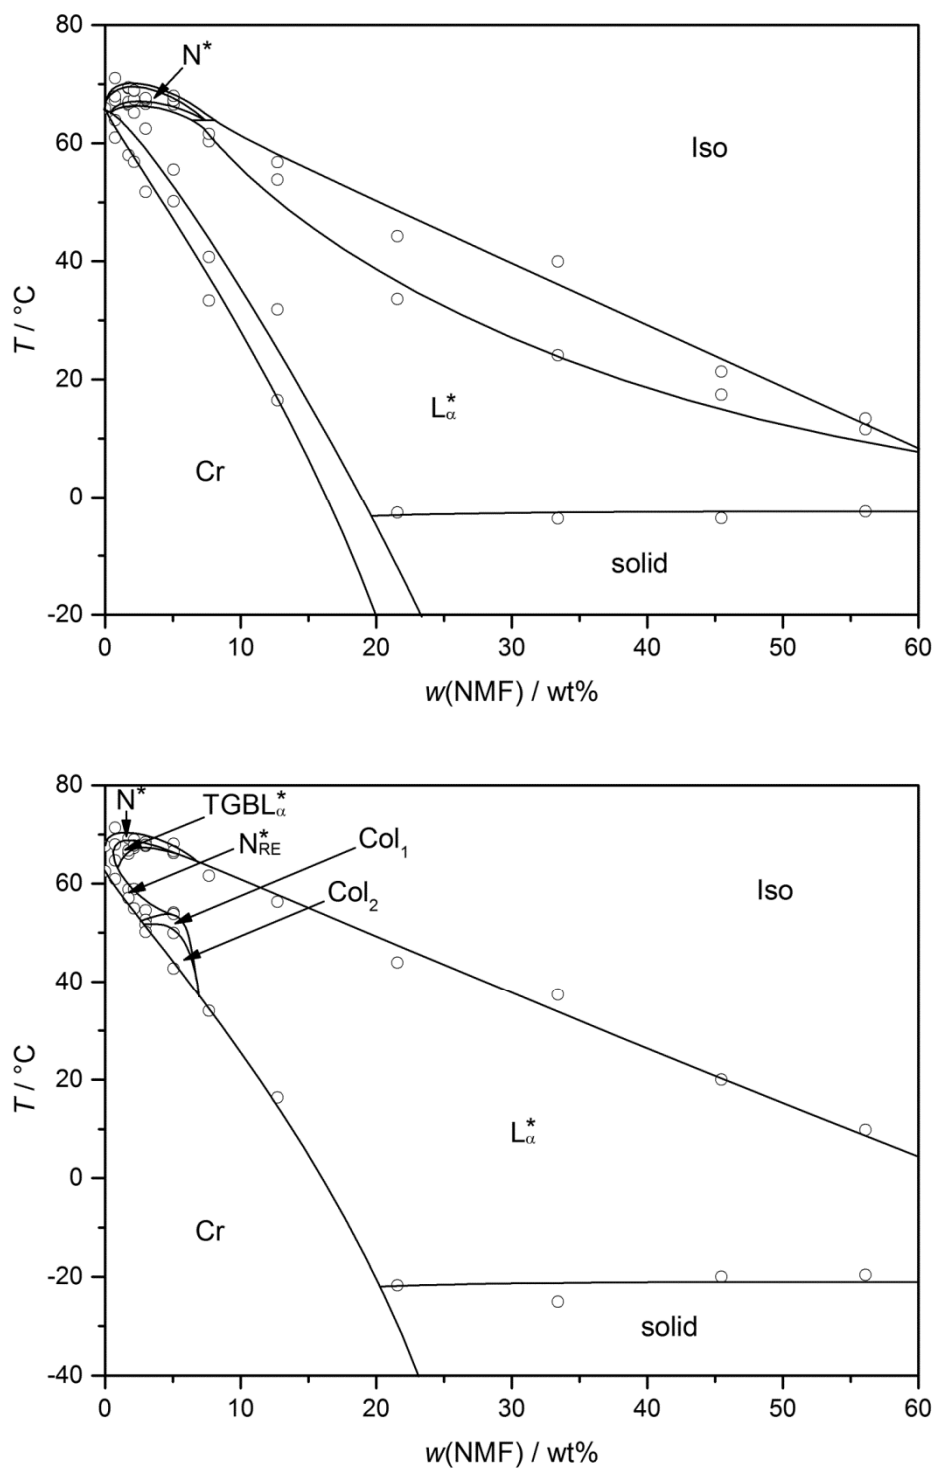 80
N*
60
Iso
40
T / °C
20
L*α
Cr
0
solid
-20
0 10 20 30 40 50 60
w(NMF) / wt%
80
N*
TGBL*α
N*RE
Col1
60
Col2
Iso
40
T / °C
20
L*α
0
Cr
-20
solid
-40
0 10 20 30 40 50 60
w(NMF) / wt%